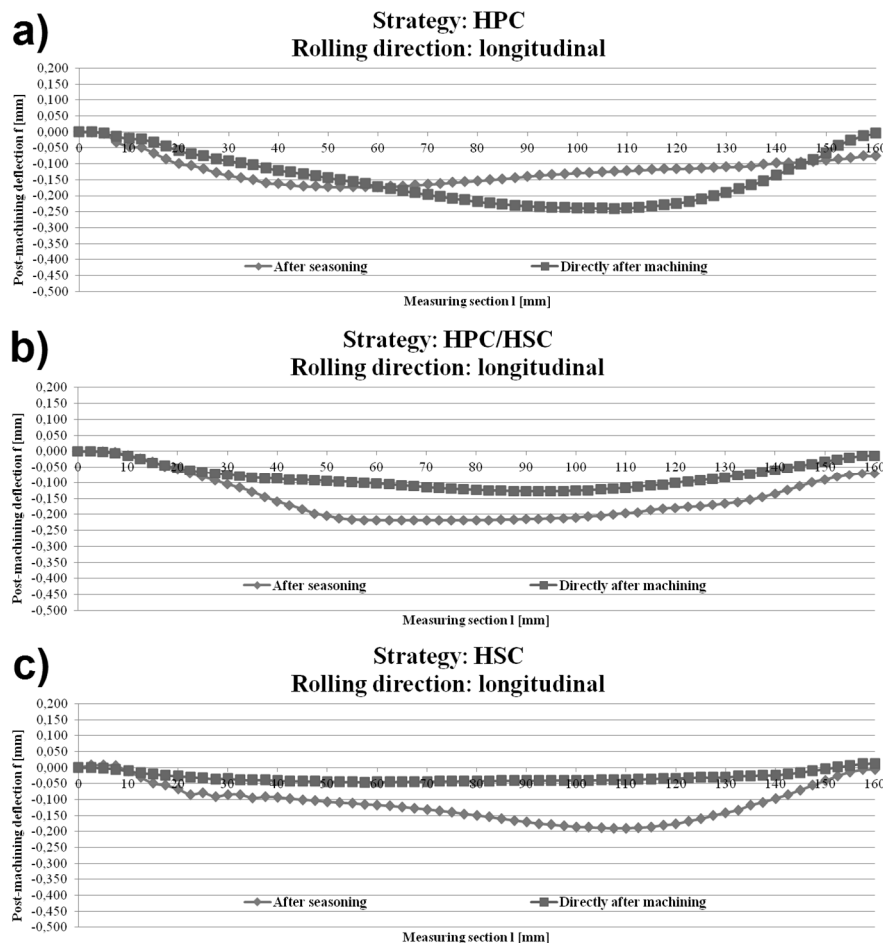 a)
Strategy: HPC
Rolling direction: longitudinal
Post-machining deflection f [mm]
0,200
0,150
0,100
0,050
0,000
-0,050
-0,100
-0,150
-0,200
-0,250
-0,300
-0,350
-0,400
-0,450
-0,500
0 10 20 30 40 50 60 70 80 90 100 110 120 130 140 150 160
After seasoning Directly after machining
Measuring section l [mm]
b)
Strategy: HPC/HSC
Rolling direction: longitudinal
Post-machining deflection f [mm]
0,200
0,150
0,100
0,050
0,000
-0,050
-0,100
-0,150
-0,200
-0,250
-0,300
-0,350
-0,400
-0,450
-0,500
0 10 20 30 40 50 60 70 80 90 100 110 120 130 140 150 160
After seasoning Directly after machining
Measuring section l [mm]
c)
Strategy: HSC
Rolling direction: longitudinal
Post-machining deflection f [mm]
0,200
0,150
0,100
0,050
0,000
-0,050
-0,100
-0,150
-0,200
-0,250
-0,300
-0,350
-0,400
-0,450
-0,500
0 10 20 30 40 50 60 70 80 90 100 110 120 130 140 150 160
After seasoning Directly after machining
Measuring section l [mm]